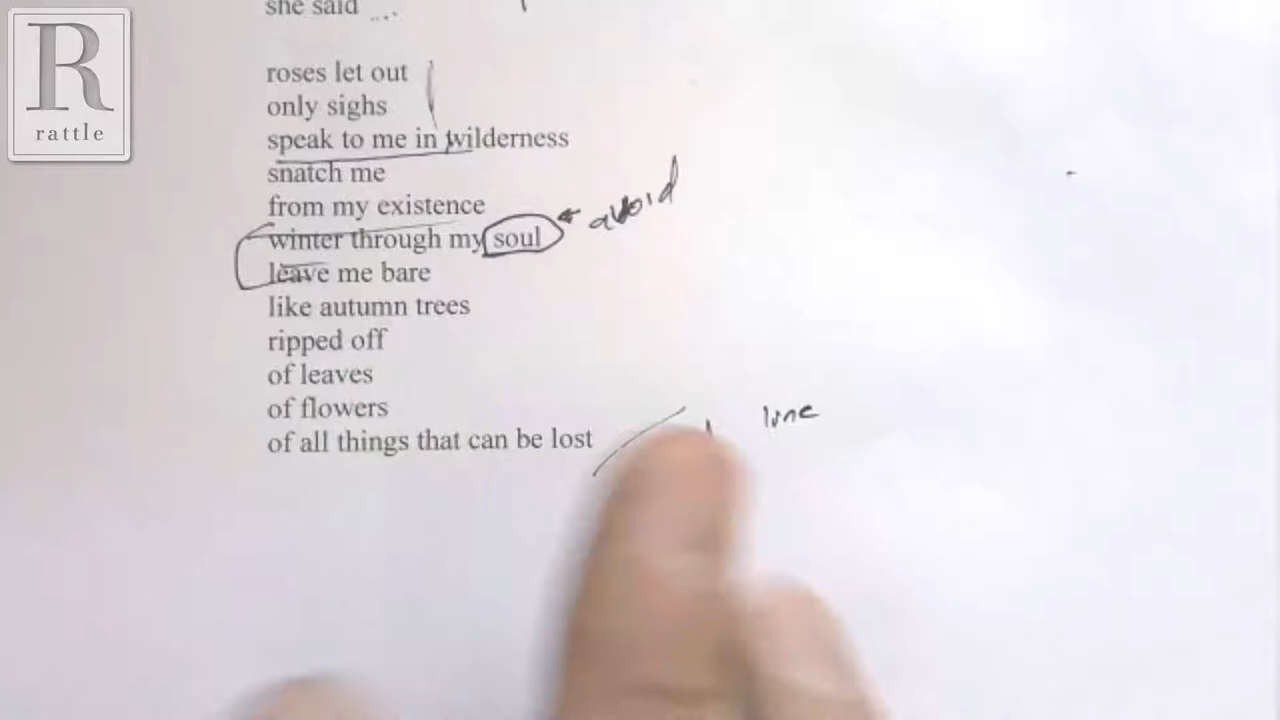 R
rattle
she said ....
roses let out
only sighs
speak to me in wilderness
snatch me
from my existence
winter through my soul
avoid
leave me bare
like autumn trees
ripped off
of leaves
of flowers
line
of all things that can be lost